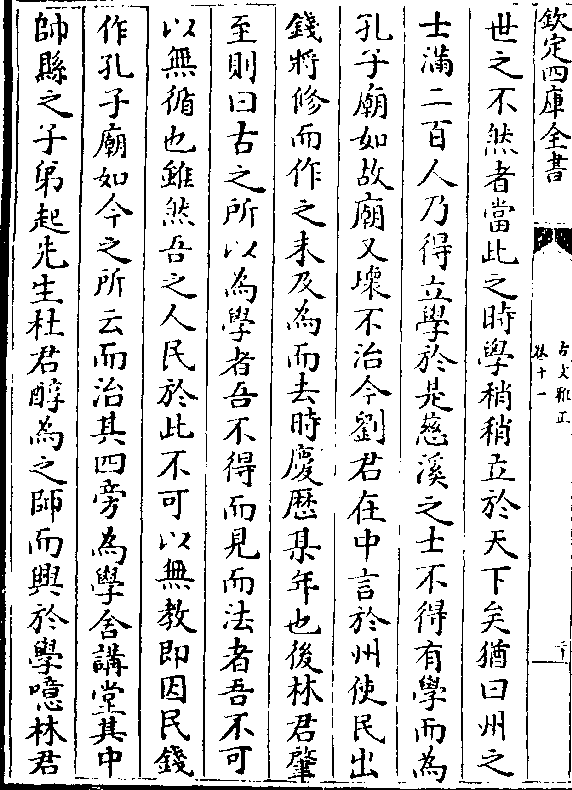 欽定四庫全書
古文雅正
卷十一
世之不然者當此之時學稍稍立於天下矣猶曰州之
士滿二百人乃得立學於是慈溪之士不得有學而為
孔子廟如故廟又壞不治今劉君在中言於州使民出
錢將修而作之未及為而去時慶歴某年也後林君肇
至則曰古之所以為學者吾不得而見而法者吾不可
以無循也雖然吾之人民於此不可以無教即因民錢
作孔子廟如今之所云而治其四旁為學舍講堂其中
帥縣之子弟起先生杜君醇為之師而興於學噫林君